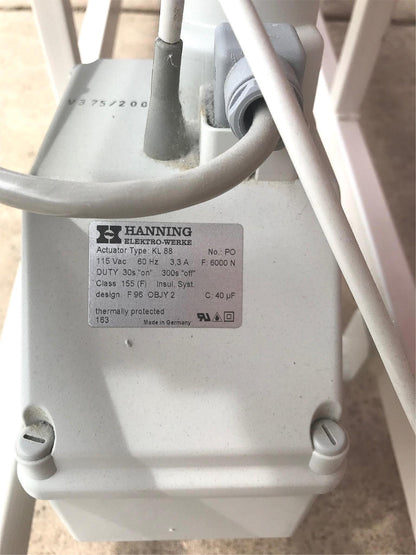 V375/200
HANNING
ELEKTRO-WERKE
Actuator Type: KL 88 No.: PO
115 Vac 60 Hz 3,3 A F: 6000 N
DUTY 30s "on" 300s "off"
Class 155 (F) Insul. Syst.
design. F 96 OBJY 2 C: 40 µF
thermally protected
163 Made in Germany